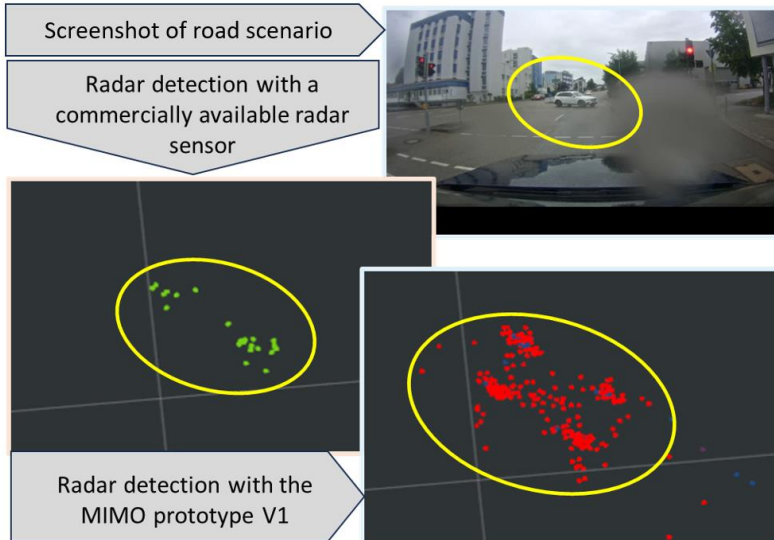 Screenshot of road scenario
Radar detection with a
commercially available radar
sensor
Radar detection with the
MIMO prototype V1